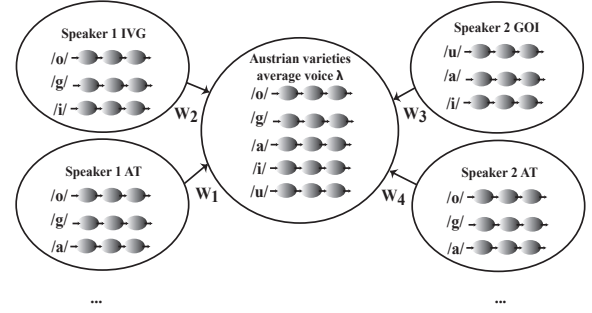 Speaker 1 IVG
/o/
/g/
/i/
W2
Speaker 1 AT
/o/
/g/
/a/
W1
...
Austrian varieties
average voice λ
/o/
/g/
/a/
/i/
/u/
Speaker 2 GOI
/u/
/a/
/i/
W3
Speaker 2 AT
/o/
/g/
/a/
W4
...